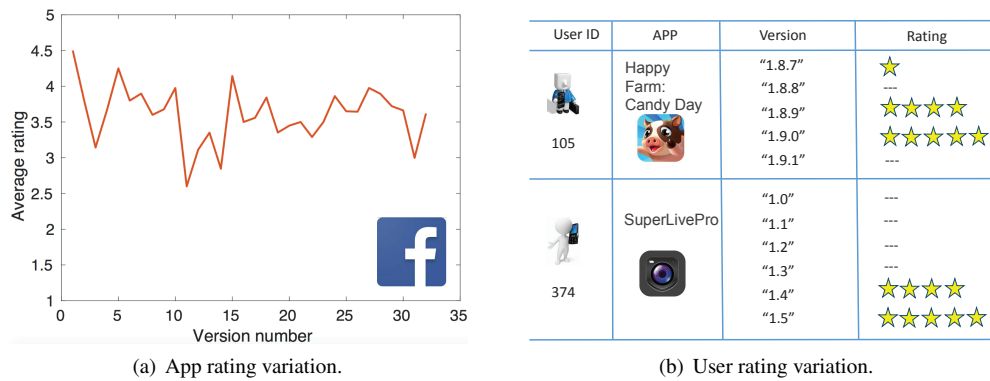 5
4.5
4
3.5
3
2.5
2
1.5
1
Average rating
0 5 10 15 20 25 30 35
Version number
f
(a) App rating variation.
User ID APP Version Rating
105
Happy
Farm:
Candy Day
“1.8.7”
“1.8.8” ---
“1.8.9”
“1.9.0”
“1.9.1” ---
374
SuperLivePro
“1.0” ---
“1.1” ---
“1.2” ---
“1.3” ---
“1.4”
“1.5”
(b) User rating variation.